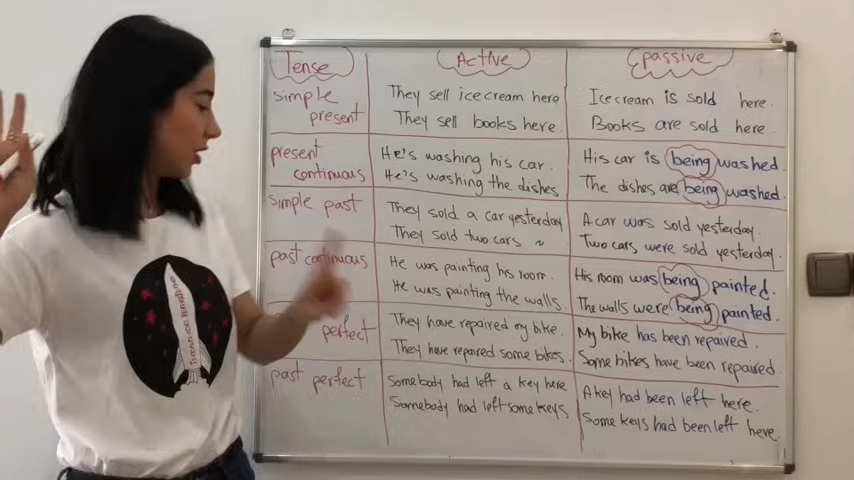 Tense Active Passive
simple present
They sell icecream here
They sell books here.
Icecream is sold here.
Books are sold here.
present continuous
He's washing his car.
He's washing the dishes
His car is being washed.
The dishes are being washed.
simple past
They sold a car yesterday
They sold two cars ~
A car was sold yesterday.
Two cars were sold yesterday.
past continuous
He was painting his room.
He was painting the walls.
His room was being painted.
The walls were being painted.
perfect
They have repaired my bike.
They have repaired some bikes.
My bike has been repaired.
Some bikes have been repaired.
past perfect
Somebody had left a key here
Somebody had left some keys
A key had been left here.
Some keys had been left here